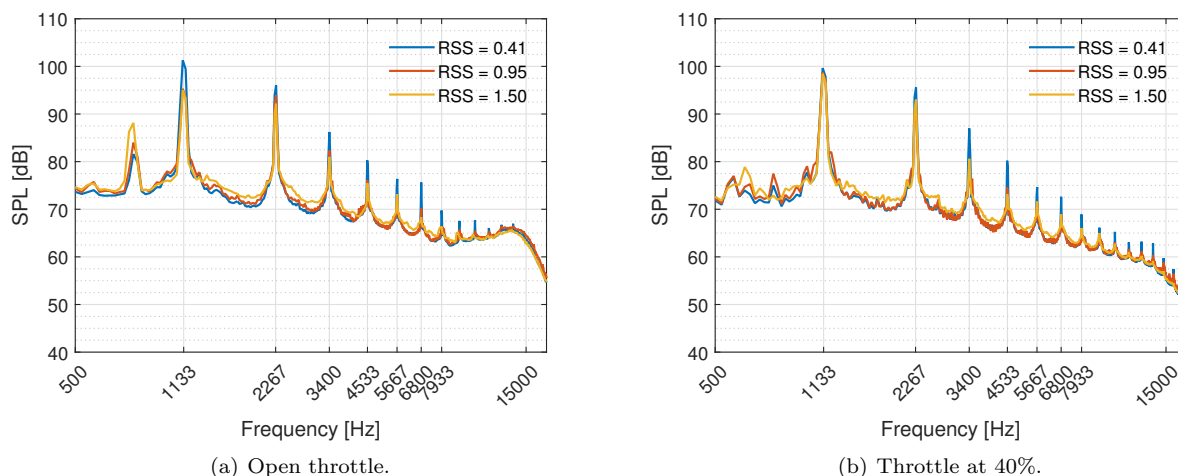 110
100
90
80
70
60
50
40
SPL [dB]
RSS = 0.41
RSS = 0.95
RSS = 1.50
500
1133
2267
3400
4533
5667
6800
7933
15000
Frequency [Hz]
(a) Open throttle.
110
100
90
80
70
60
50
40
SPL [dB]
RSS = 0.41
RSS = 0.95
RSS = 1.50
500
1133
2267
3400
4533
5667
6800
7933
15000
Frequency [Hz]
(b) Throttle at 40%.